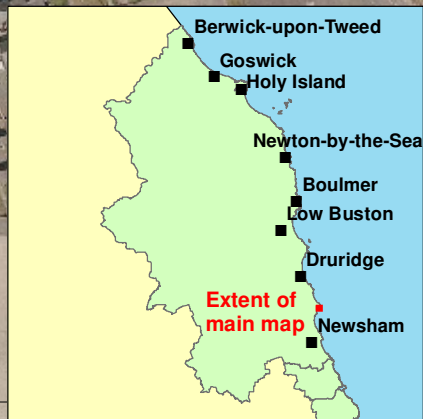 Berwick-upon-Tweed
Goswick
Holy Island
Newton-by-the-Sea
Boulmer
Low Buston
Druridge
Extent of
main map
Newsham